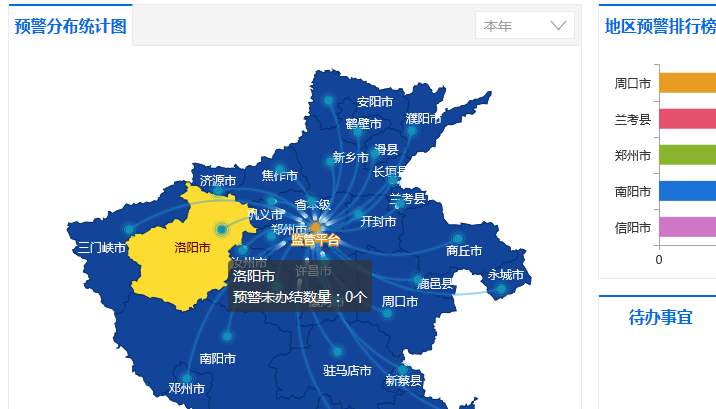 预警分布统计图
本年
地区预警排行榜
安阳市
鹤壁市
濮阳市
新乡市
滑县
长垣县
焦作市
济源市
省本级
兰考县
巩义市
开封市
郑州市
监管平台
三门峡市
洛阳市
商丘市
汝州市
许昌市
洛阳市
预警未办结数量：0个
鹿邑县
永城市
周口市
南阳市
驻马店市
新蔡县
邓州市
周口市
兰考县
郑州市
南阳市
信阳市
0
待办事宜